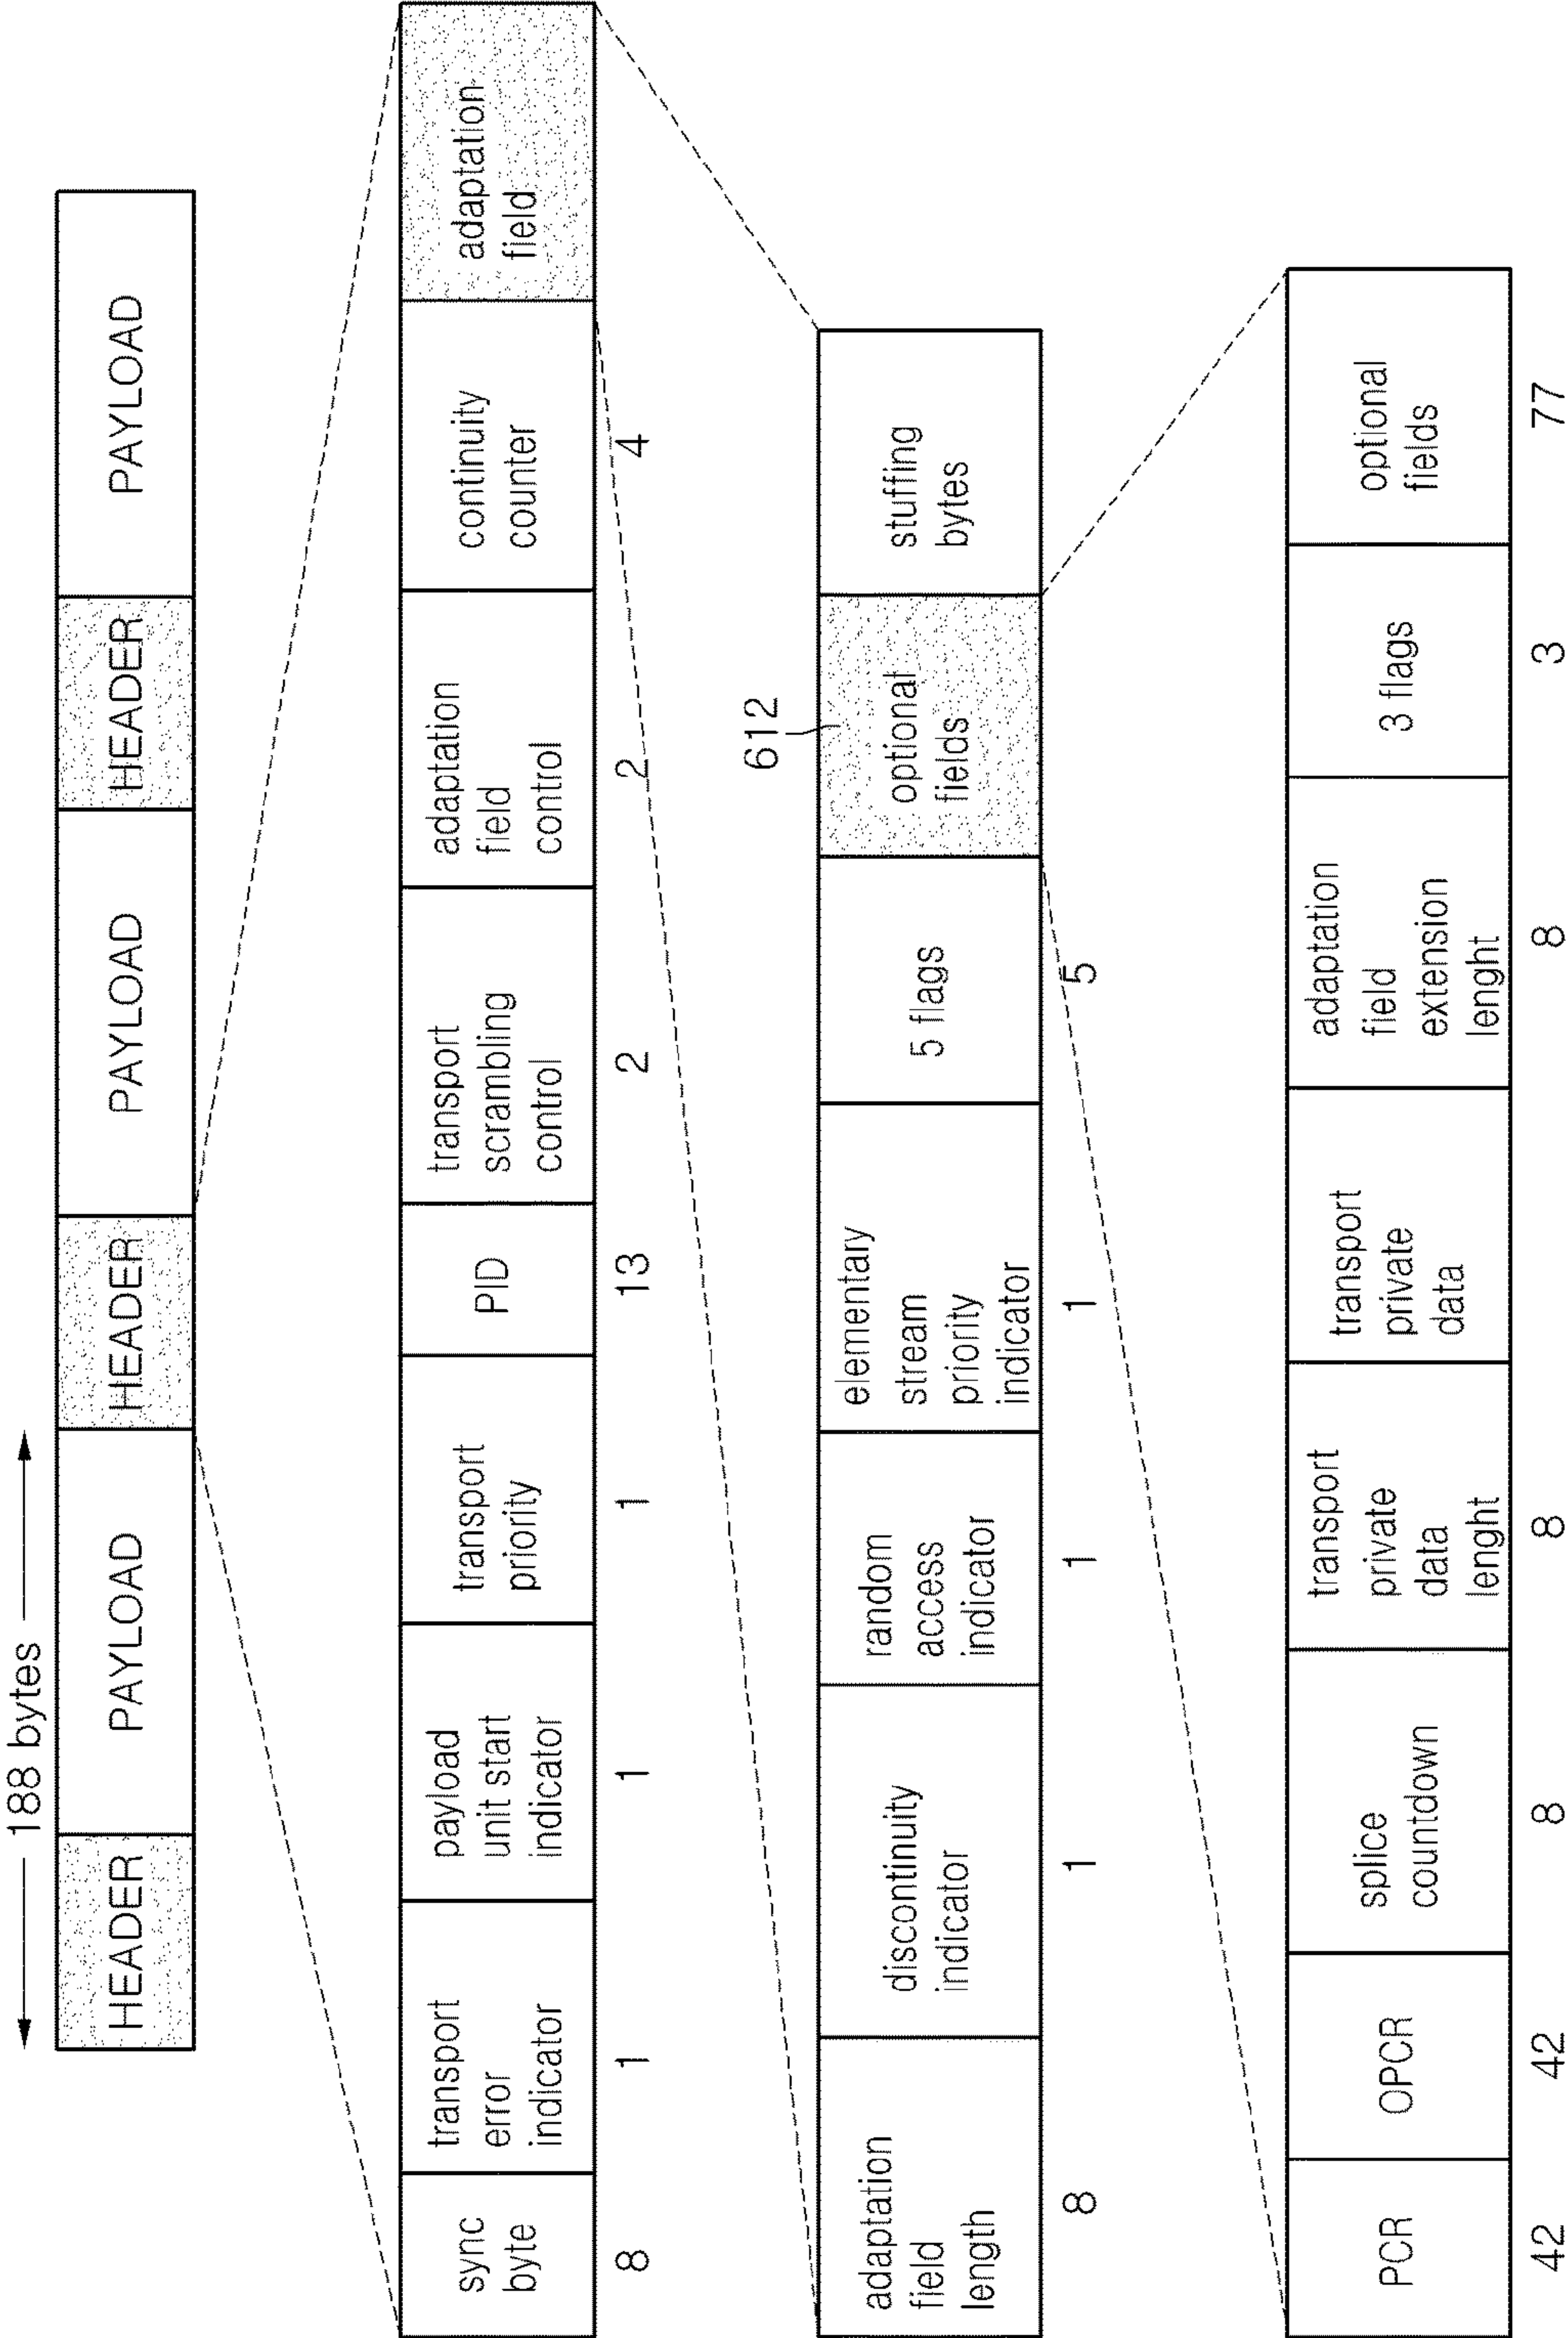 188 bytes
HEADER
PAYLOAD
HEADER
PAYLOAD
HEADER
PAYLOAD
sync
byte
transport
error
indicator
payload
unit start
indicator
transport
priority
PID
transport
scrambling
control
adaptation
field
control
continuity
counter
adaptation
field
8
1
1
1
13
2
2
4
612
adaptation
field
length
discontinuity
indicator
random
access
indicator
elementary
stream
priority
indicator
5 flags
optional
fields
stuffing
bytes
8
1
1
1
5
PCR
OPCR
splice
countdown
transport
private
data
lenght
transport
private
data
adaptation
field
extension
lenght
3 flags
optional
fields
42
42
8
8
8
3
77